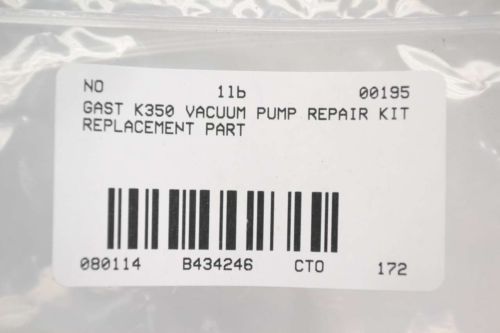 NO 1lb 00195
GAST K350 VACUUM PUMP REPAIR KIT
REPLACEMENT PART
080114 B434246 CTO 172